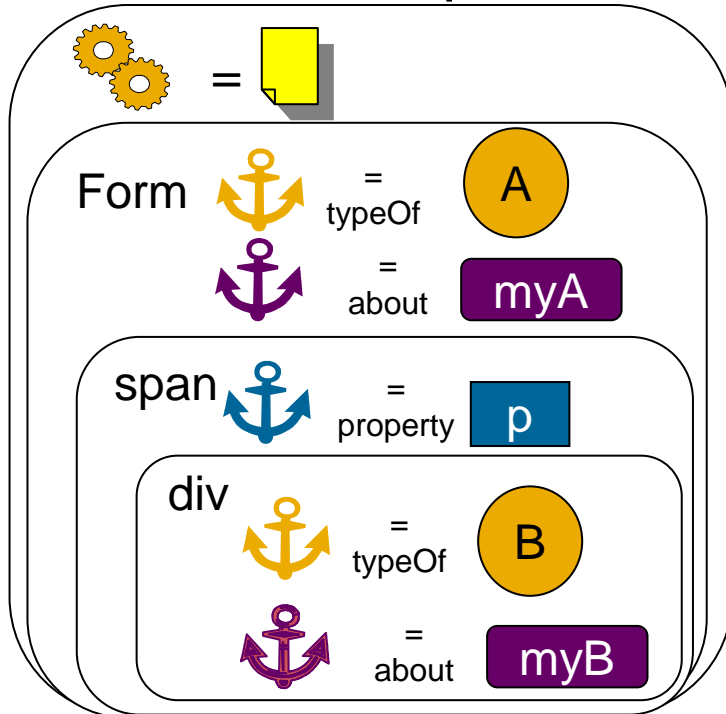 =
Form
=
typeOf
A
=
about
myA
span
=
property
p
div
=
typeOf
B
=
about
myB